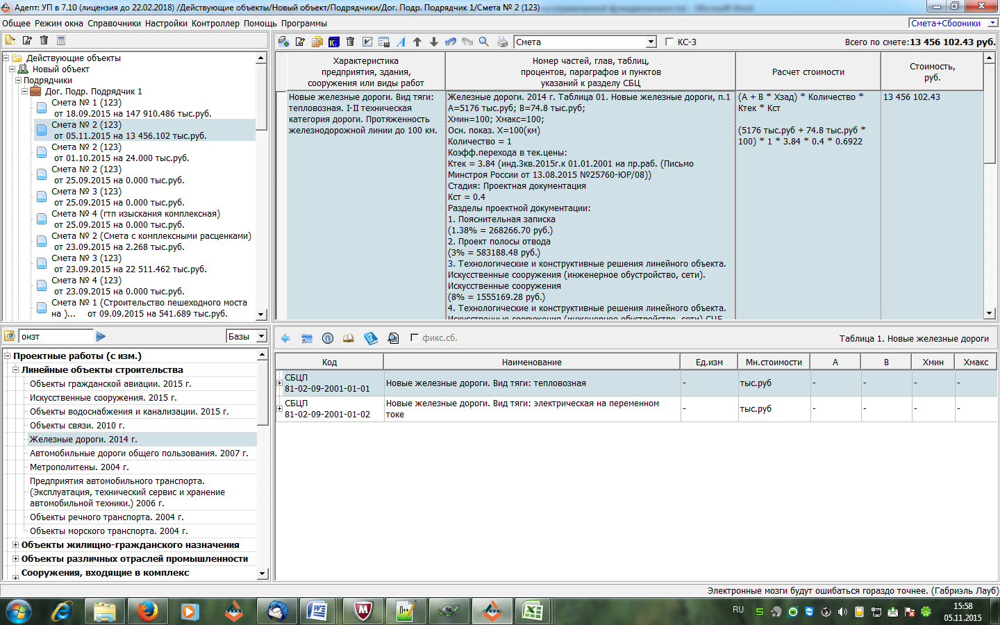 Адепт: УП в 7.10 (лицензия до 22.02.2018) /Действующие объекты/Новый объект/Подрядчики/Дог. Подр. Подрядчик 1/Смета № 2 (123)
Общее Режим окна Справочники Настройки Контроллер Помощь Программы
Смета+Сборники
Смета
КС-3
Всего по смете:13 456 102.43 руб.
Действующие объекты
Новый объект
Подрядчики
Дог. Подр. Подрядчик 1
Смета № 1 (123)
от 18.09.2015 на 147 910.486 тыс.руб.
Смета № 2 (123)
от 05.11.2015 на 13 456.102 тыс.руб.
Смета № 2 (123)
от 01.10.2015 на 24.000 тыс.руб.
Смета № 2 (123)
от 25.09.2015 на 0.000 тыс.руб.
Смета № 3 (123)
от 25.09.2015 на 0.000 тыс.руб.
Смета № 4 (гтп изыскания комплексная)
от 25.09.2015 на 0.000 тыс.руб.
Смета № 2 (Смета с комплексными расценками)
от 23.09.2015 на 2.268 тыс.руб.
Смета № 3 (123)
от 23.09.2015 на 22 511.462 тыс.руб.
Смета № 4 (123)
от 23.09.2015 на 0.000 тыс.руб.
Смета № 1 (Строительство пешеходного моста
на )... от 09.09.2015 на 541.689 тыс.руб.
Характеристика
предприятия, здания,
сооружения или виды работ
Номер частей, глав, таблиц,
процентов, параграфов и пунктов
указаний к разделу СБЦ
Расчет стоимости
Стоимость,
руб.
Новые железные дороги. Вид тяги:
тепловозная. I-II техническая
категория дороги. Протяженность
железнодорожной линии до 100 км.
Железные дороги. 2014 г. Таблица 01. Новые железные дороги, п.1
А=5176 тыс.руб; В=74.8 тыс.руб;
Хмин=100; Хмакс=100;
Осн. показ. Х=100(км)
Количество = 1
Коэфф.перехода в тек.цены:
Ктек = 3.84 (инд.3кв.2015г.к 01.01.2001 на пр.раб. (Письмо
Минстроя России от 13.08.2015 №25760-ЮР/08))
Стадия: Проектная документация
Кст = 0.4
Разделы проектной документации:
1. Пояснительная записка
(1.38% = 268266.70 руб.)
2. Проект полосы отвода
(3% = 583188.48 руб.)
3. Технологические и конструктивные решения линейного объекта.
Искусственные сооружения (инженерное обустройство, сети).
Искусственные сооружения
(8% = 1555169.28 руб.)
4. Технологические и конструктивные решения линейного объекта.
Искусственные сооружения (инженерное обустройство, сети) СЦБ
(А + В * Xзад) * Количество *
Ктек * Кст
(5176 тыс.руб + 74.8 тыс.руб *
100) * 1 * 3.84 * 0.4 * 0.6922
13 456 102.43
онзт
Базы
Проектные работы (с изм.)
Линейные объекты строительства
Объекты гражданской авиации. 2015 г.
Искусственные сооружения. 2015 г.
Объекты водоснабжения и канализации. 2015 г.
Объекты связи. 2010 г.
Железные дороги. 2014 г.
Автомобильные дороги общего пользования. 2007 г.
Метрополитены. 2004 г.
Предприятия автомобильного транспорта.
(Эксплуатация, технический сервис и хранение
автомобильной техники.) 2006 г.
Объекты речного транспорта. 2004 г.
Объекты морского транспорта. 2004 г.
Объекты жилищно-гражданского назначения
Объекты различных отраслей промышленности
Сооружения, входящие в комплекс
фикс.сб.
Таблица 1. Новые железные дороги
Код Наименование Ед.изм Мн.стоимости А В Хмин Хмакс
СБЦП
81-02-09-2001-01-01
Новые железные дороги. Вид тяги: тепловозная
- тыс.руб - - - -
СБЦП
81-02-09-2001-01-02
Новые железные дороги. Вид тяги: электрическая на переменном
токе
- тыс.руб - - - -
Электронные мозги будут ошибаться гораздо точнее. (Габриэль Лауб)
RU
15:58
05.11.2015